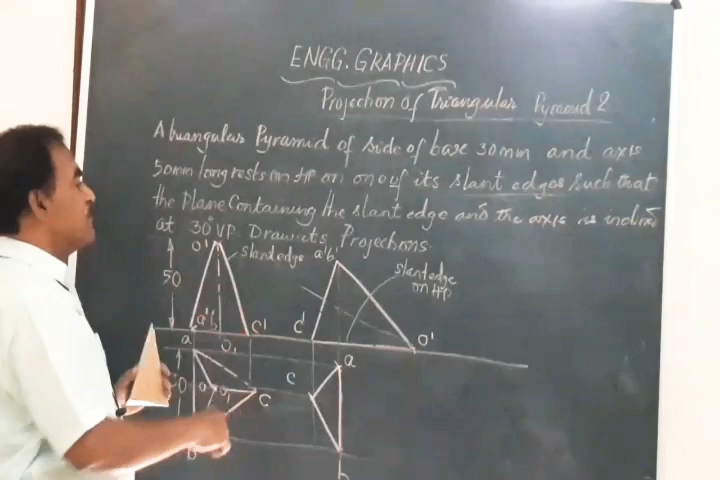 ENGG. GRAPHICS
Projection of Triangular Pyramid 2
A triangular Pyramid of side of base 30mm and axis
50mm long rests on HP on one of its slant edges such that
the plane containing the slant edge and the axis is inclined
at 30° VP Draw its Projections.
o' slant edge a'b' slant edge
50 on HP
a'b' c' c' o'
a o, a
o o, c c
b b